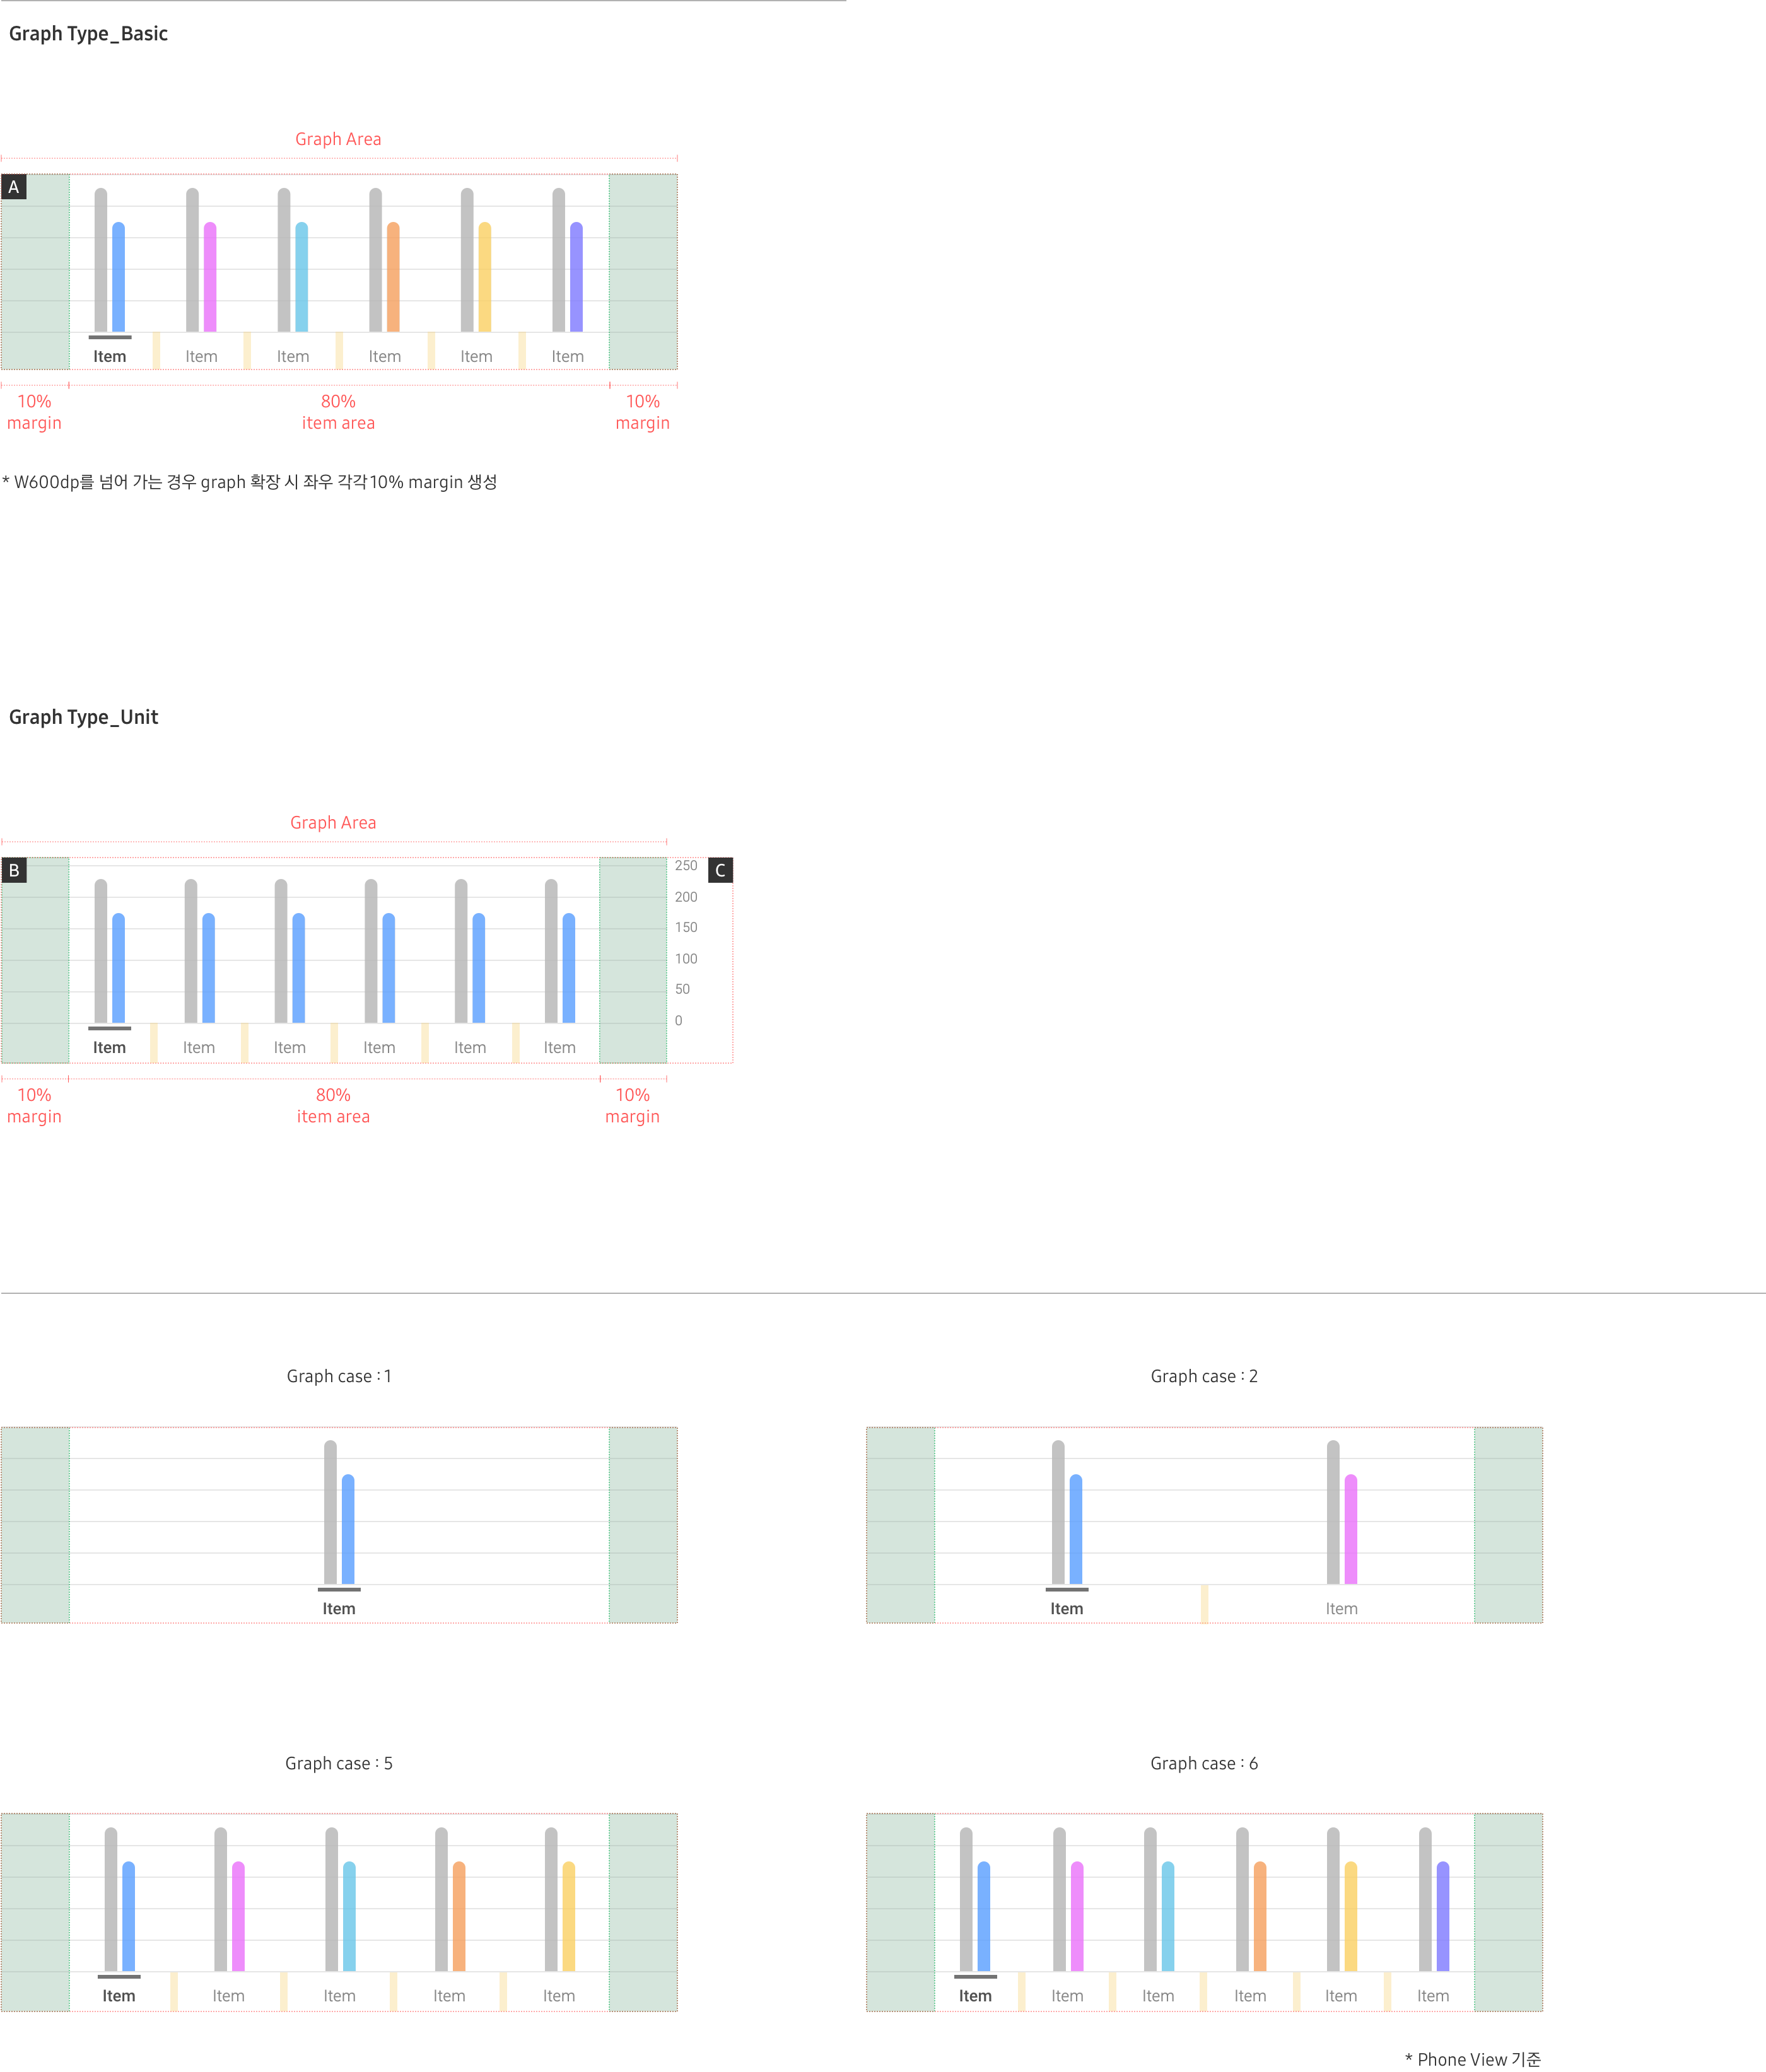 Graph Type_Basic
Graph Area
A
Item Item Item Item Item Item
10% 80% 10%
margin item area margin
* W600dp를 넘어 가는 경우 graph 확장 시 좌우 각각 10% margin 생성
Graph Type_Unit
Graph Area
B C
250
200
150
100
50
0
Item Item Item Item Item Item
10% 80% 10%
margin item area margin
Graph case : 1
Item
Graph case : 2
Item Item
Graph case : 5
Item Item Item Item Item
Graph case : 6
Item Item Item Item Item Item
* Phone View 기준